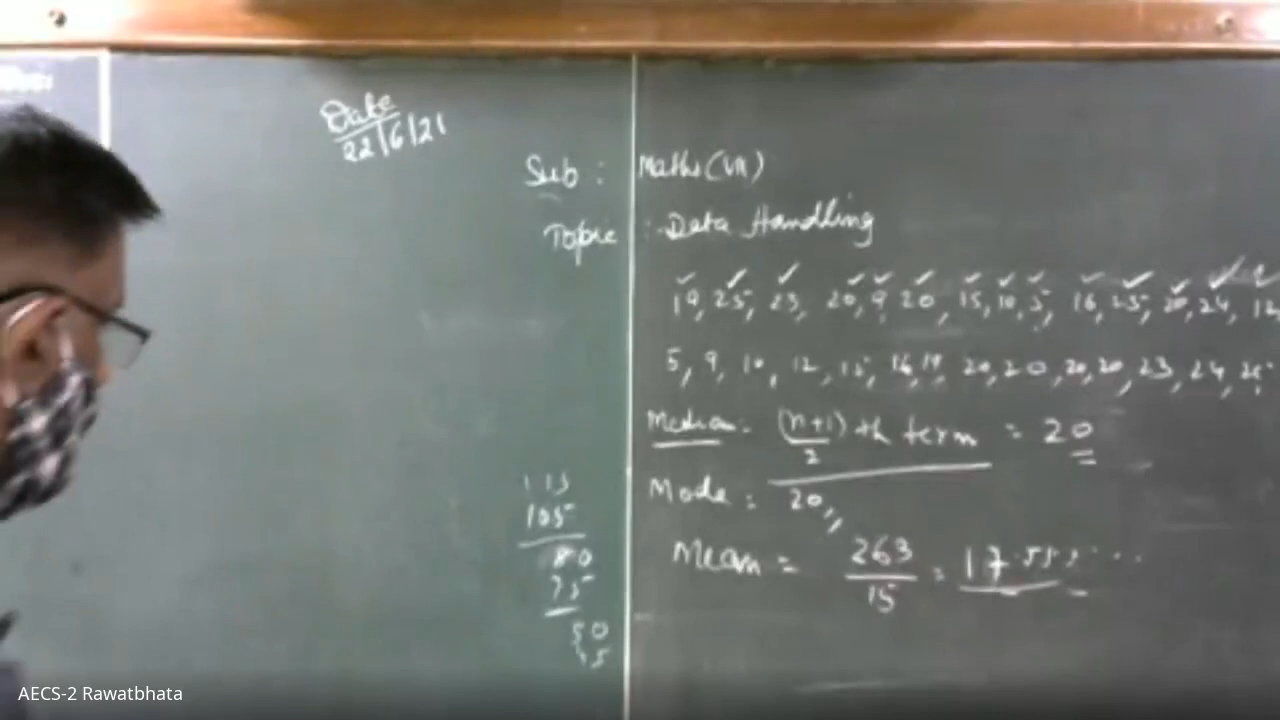 Date
22/6/21
Sub : Maths (VII)
Topic : Data Handling
19, 25, 23, 20, 9, 20, 15, 10, 5, 16, 25, 20, 24, 12,
5, 9, 10, 12, 15, 16, 19, 20, 20, 20, 20, 23, 24, 25,
Median : (n+1)/2 th term = 20
Mode = 20,,
Mean = 263/15 = 17.53
113
105
80
75
50
45
AECS-2 Rawatbhata